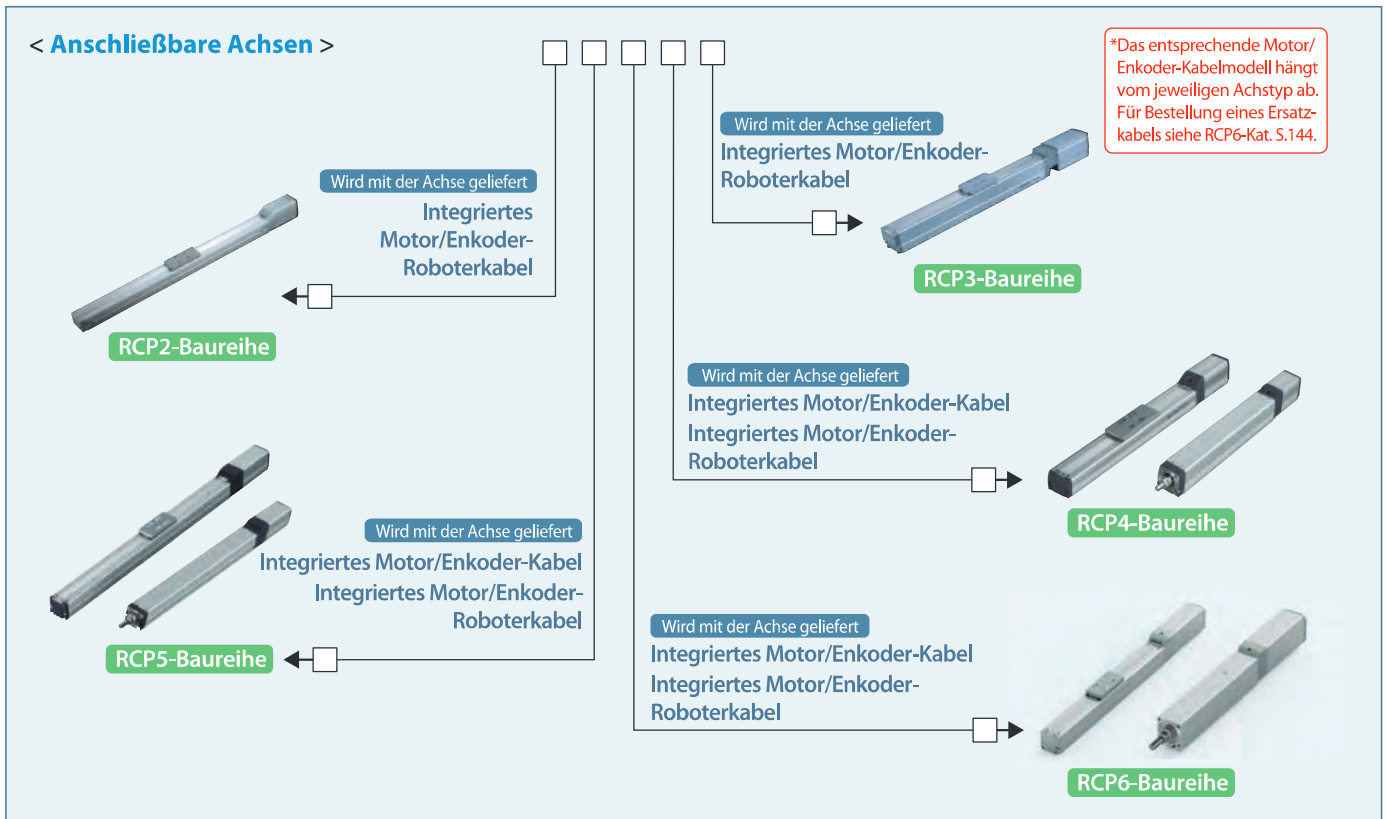 < Anschließbare Achsen >
*Das entsprechende Motor/
Enkoder-Kabelmodell hängt
vom jeweiligen Achstyp ab.
Für Bestellung eines Ersatz-
kabels siehe RCP6-Kat. S.144.
Wird mit der Achse geliefert
Integriertes Motor/Enkoder-
Roboterkabel
RCP3-Baureihe
Wird mit der Achse geliefert
Integriertes
Motor/Enkoder-
Roboterkabel
RCP2-Baureihe
Wird mit der Achse geliefert
Integriertes Motor/Enkoder-Kabel
Integriertes Motor/Enkoder-
Roboterkabel
RCP4-Baureihe
Wird mit der Achse geliefert
Integriertes Motor/Enkoder-Kabel
Integriertes Motor/Enkoder-
Roboterkabel
RCP5-Baureihe
Wird mit der Achse geliefert
Integriertes Motor/Enkoder-Kabel
Integriertes Motor/Enkoder-
Roboterkabel
RCP6-Baureihe